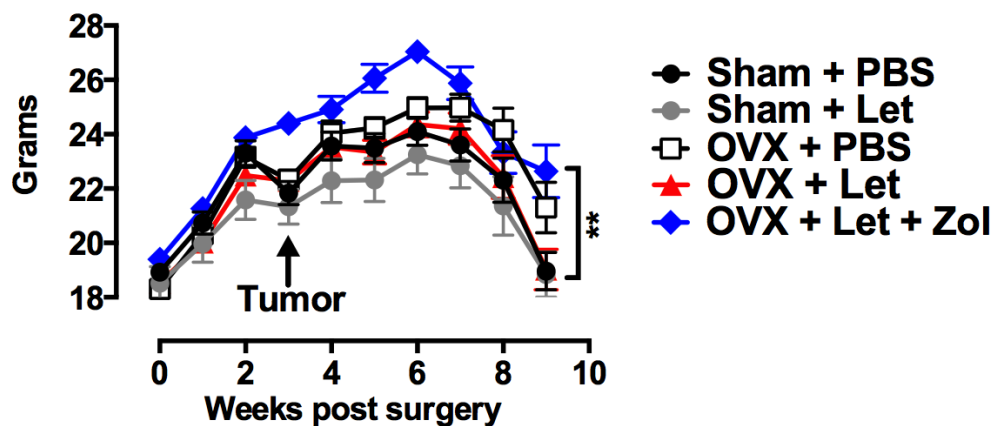 28
26
24
22
20
18
Grams
Tumor
**
0 2 4 6 8 10
Weeks post surgery
Sham + PBS
Sham + Let
OVX + PBS
OVX + Let
OVX + Let + Zol